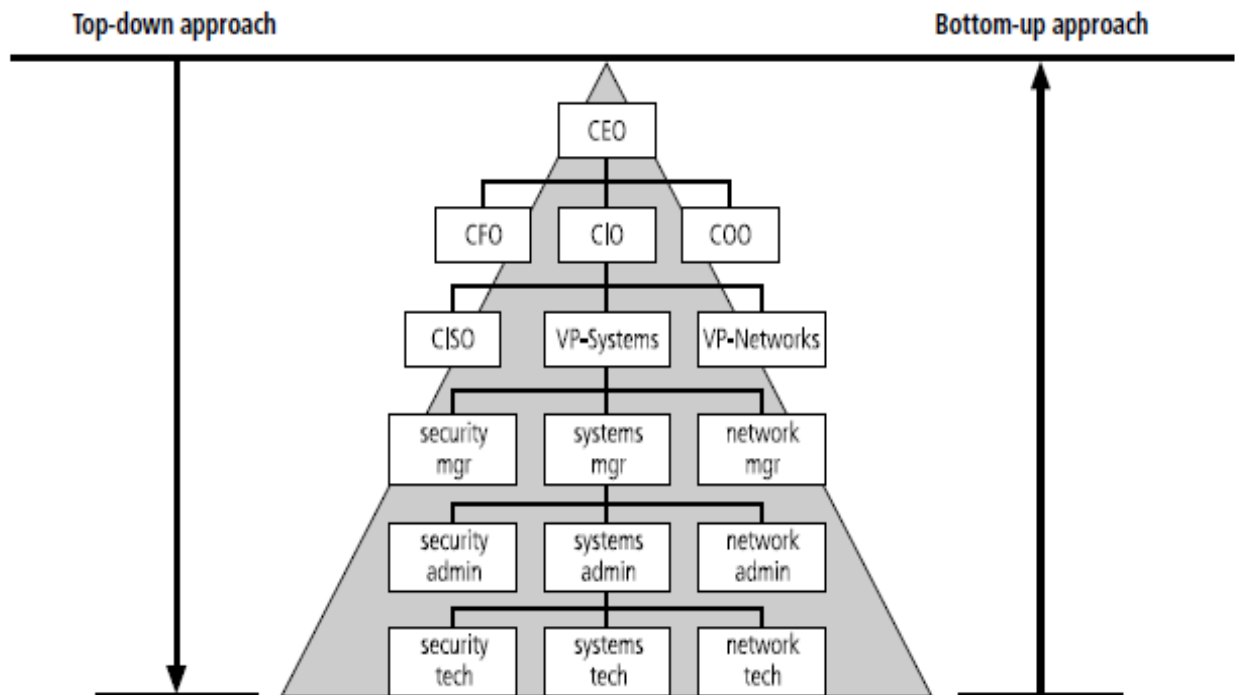 Top-down approach
Bottom-up approach
CEO
CFO
CIO
COO
CISO
VP-Systems
VP-Networks
security
mgr
systems
mgr
network
mgr
security
admin
systems
admin
network
admin
security
tech
systems
tech
network
tech